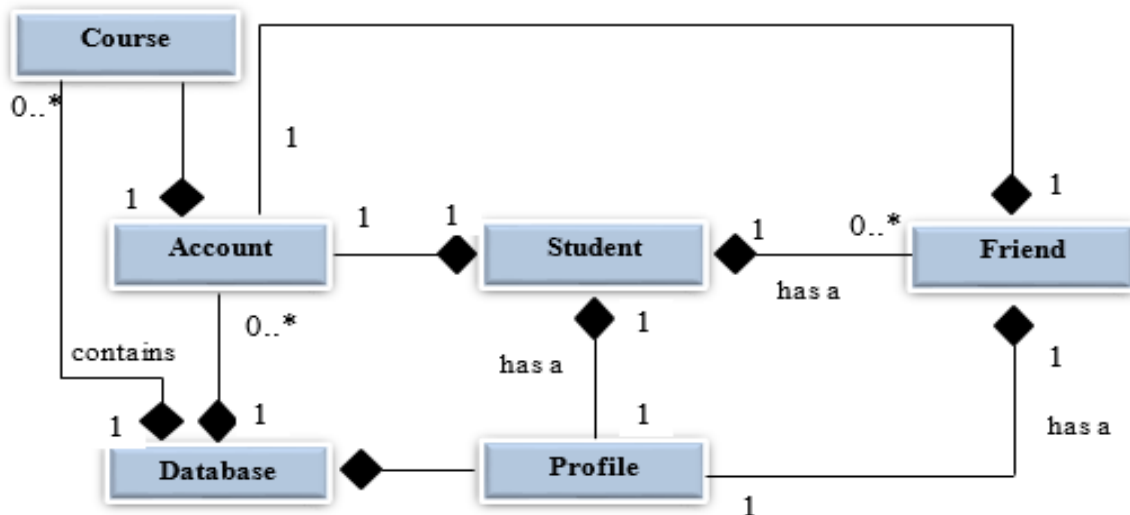 Course
0..*
1
1
1
Account
1
1
Student
1
has a
0..*
Friend
1
0..*
contains
1
1
Database
has a
1
1
Profile
1
has a
1